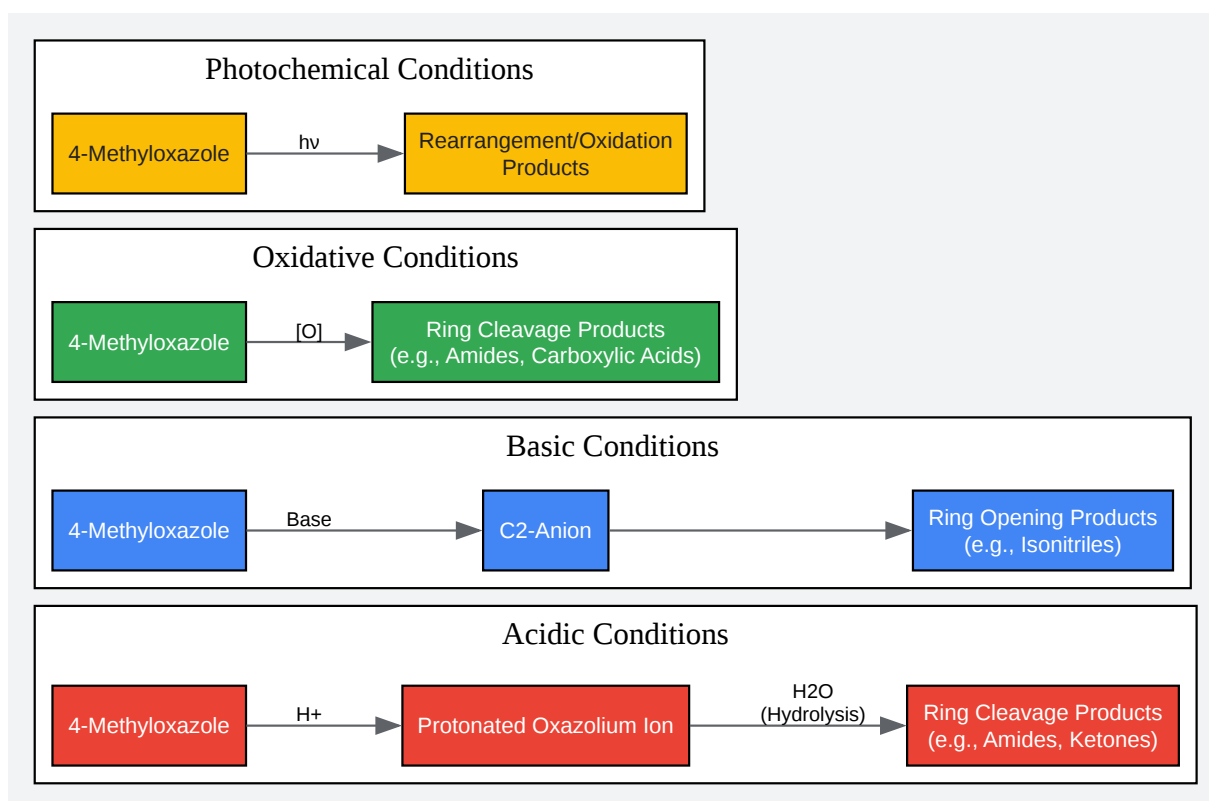 Photochemical Conditions
4-Methyloxazole
hν
Rearrangement/Oxidation
Products
Oxidative Conditions
4-Methyloxazole
[O]
Ring Cleavage Products
(e.g., Amides, Carboxylic Acids)
Basic Conditions
4-Methyloxazole
Base
C2-Anion
Ring Opening Products
(e.g., Isonitriles)
Acidic Conditions
4-Methyloxazole
H+
Protonated Oxazolium Ion
H2O
(Hydrolysis)
Ring Cleavage Products
(e.g., Amides, Ketones)